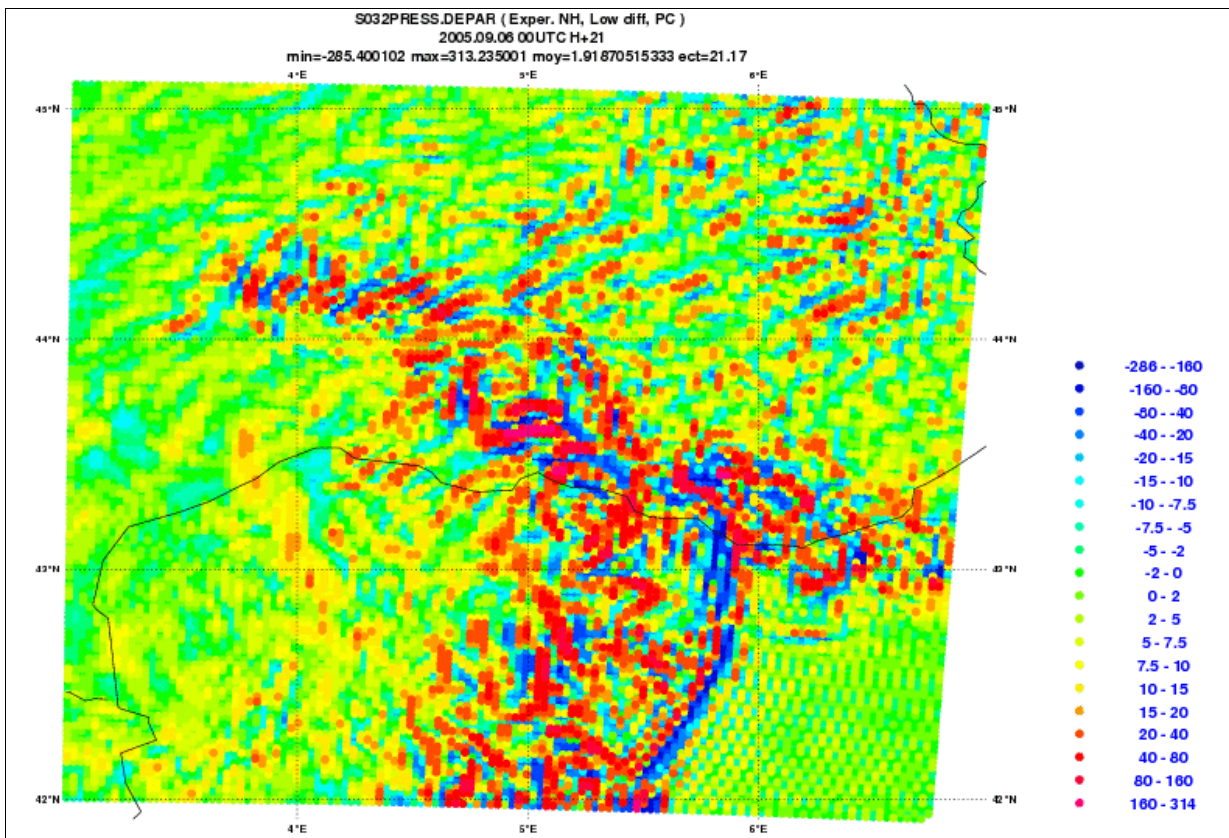 S032PRESS.DEPAR ( Exper. NH, Low diff, PC )
2005.09.06 00UTC H+21
min=-285.400102 max=313.235001 moy=1.91870515333 ect=21.17
4°E 5°E 6°E
45°N 45°N
44°N 44°N
43°N 43°N
42°N 42°N
4°E 5°E 6°E
-286 - -160
-160 - -80
-80 - -40
-40 - -20
-20 - -15
-15 - -10
-10 - -7.5
-7.5 - -5
-5 - -2
-2 - 0
0 - 2
2 - 5
5 - 7.5
7.5 - 10
10 - 15
15 - 20
20 - 40
40 - 80
80 - 160
160 - 314